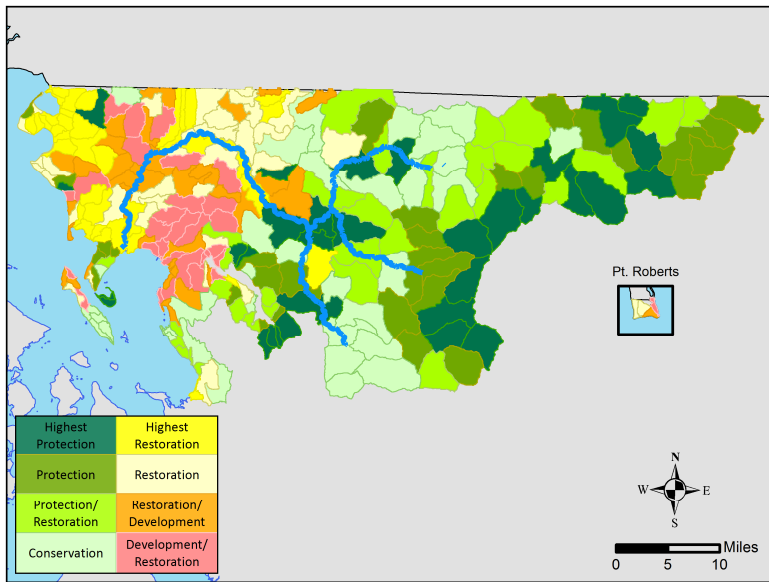 Pt. Roberts
Highest
Protection
Highest
Restoration
Protection
Restoration
Protection/
Restoration
Restoration/
Development
Conservation
Development/
Restoration
N
W
E
S
Miles
0 5 10